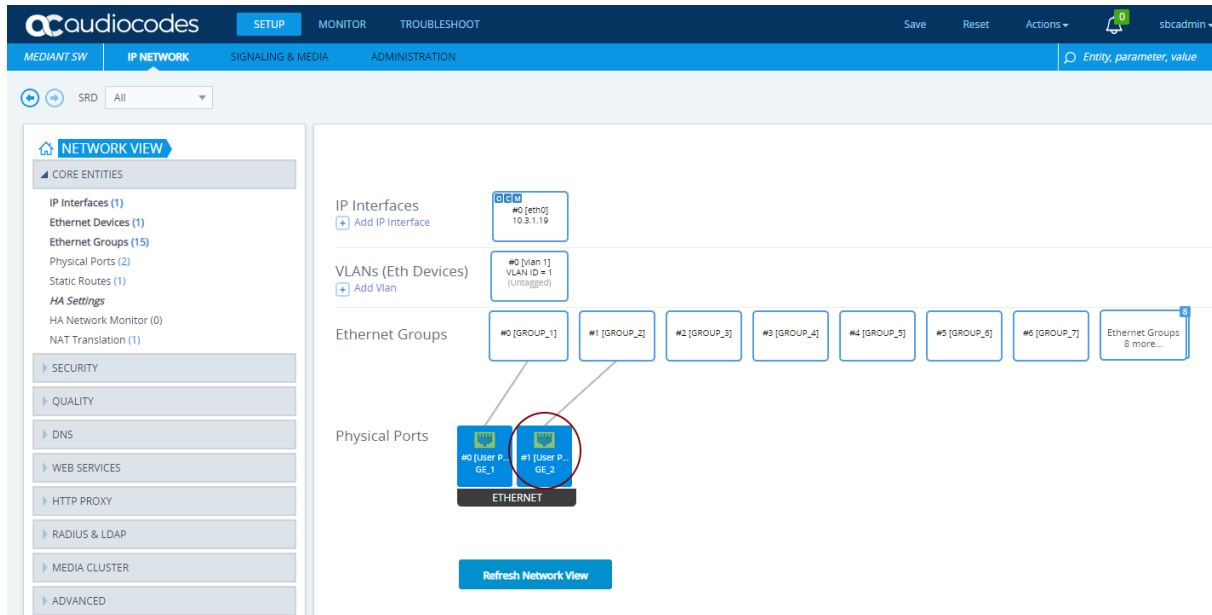 audiocodes SETUP MONITOR TROUBLESHOOT Save Reset Actions 0 sbcadmin
MEDIANT SW IP NETWORK SIGNALING & MEDIA ADMINISTRATION Entity, parameter, value
SRD All
NETWORK VIEW
CORE ENTITIES
IP Interfaces (1)
Ethernet Devices (1)
Ethernet Groups (15)
Physical Ports (2)
Static Routes (1)
HA Settings
HA Network Monitor (0)
NAT Translation (1)
SECURITY
QUALITY
DNS
WEB SERVICES
HTTP PROXY
RADIUS & LDAP
MEDIA CLUSTER
ADVANCED
IP Interfaces
+ Add IP Interface
O C M
#0 [eth0]
10.3.1.19
VLANs (Eth Devices)
+ Add Vlan
#0 [vlan 1]
VLAN ID = 1
(Untagged)
Ethernet Groups
#0 [GROUP_1] #1 [GROUP_2] #2 [GROUP_3] #3 [GROUP_4] #4 [GROUP_5] #5 [GROUP_6] #6 [GROUP_7]
8
Ethernet Groups
8 more...
Physical Ports
#0 [User P...
GE_1
#1 [User P...
GE_2
ETHERNET
Refresh Network View